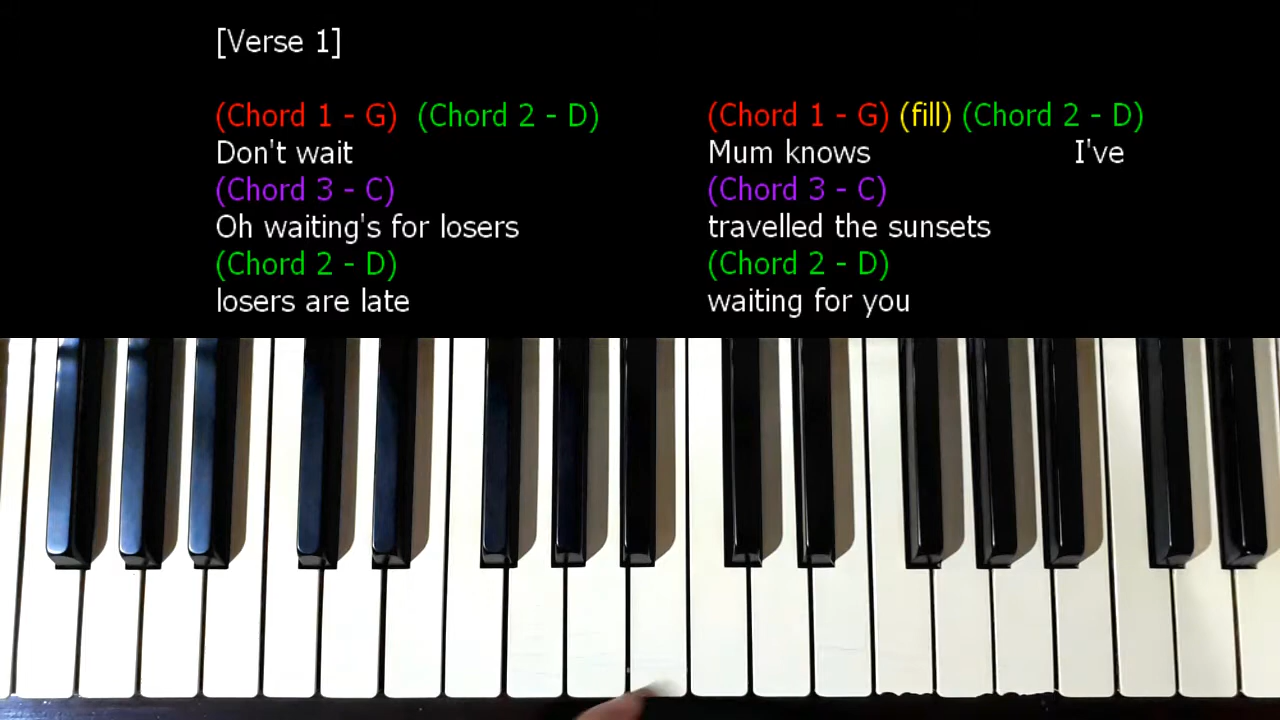 [Verse 1]
(Chord 1 - G) (Chord 2 - D)
Don't wait
(Chord 3 - C)
Oh waiting's for losers
(Chord 2 - D)
losers are late
(Chord 1 - G) (fill) (Chord 2 - D)
Mum knows I've
(Chord 3 - C)
travelled the sunsets
(Chord 2 - D)
waiting for you